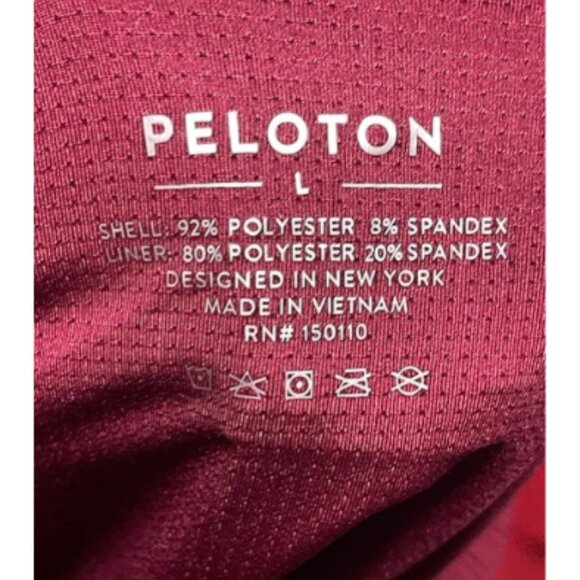 PELOTON
L
SHELL: 92% POLYESTER 8% SPANDEX
LINER: 80% POLYESTER 20% SPANDEX
DESIGNED IN NEW YORK
MADE IN VIETNAM
RN# 150110